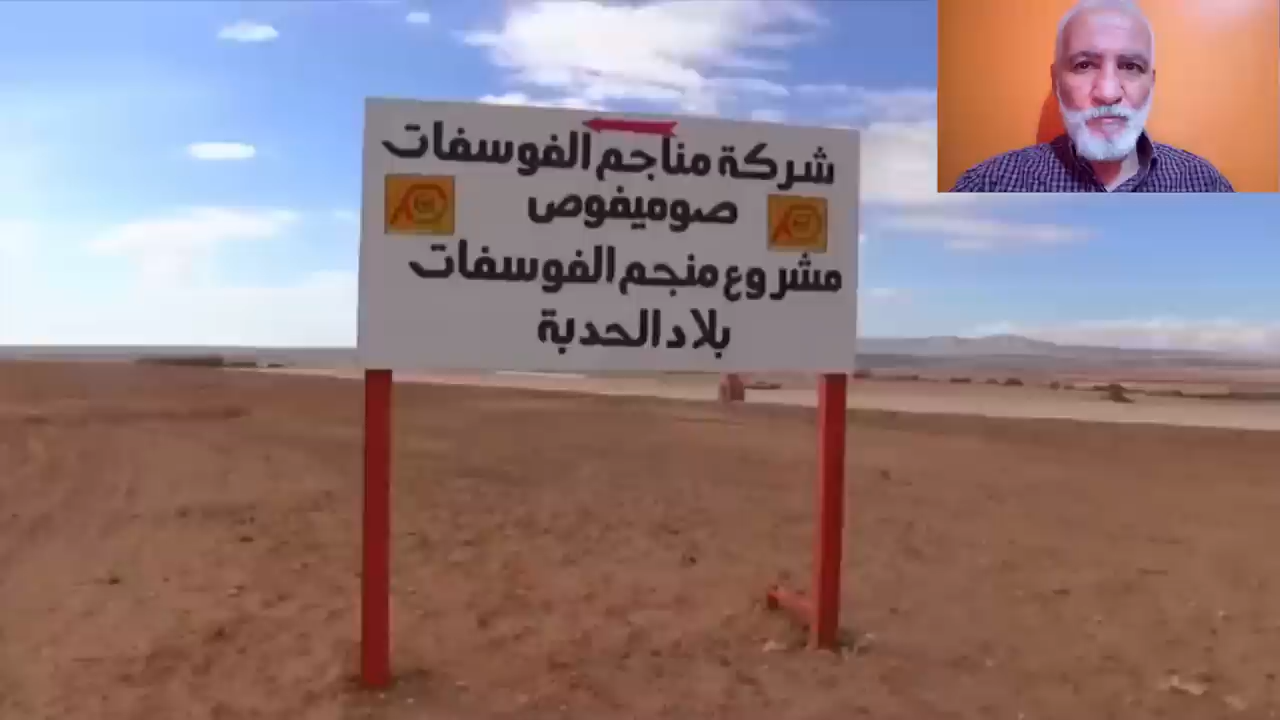 شركة مناجم الفوسفات
صوميفوص
مشروع منجم الفوسفات
بلاد الحدبة